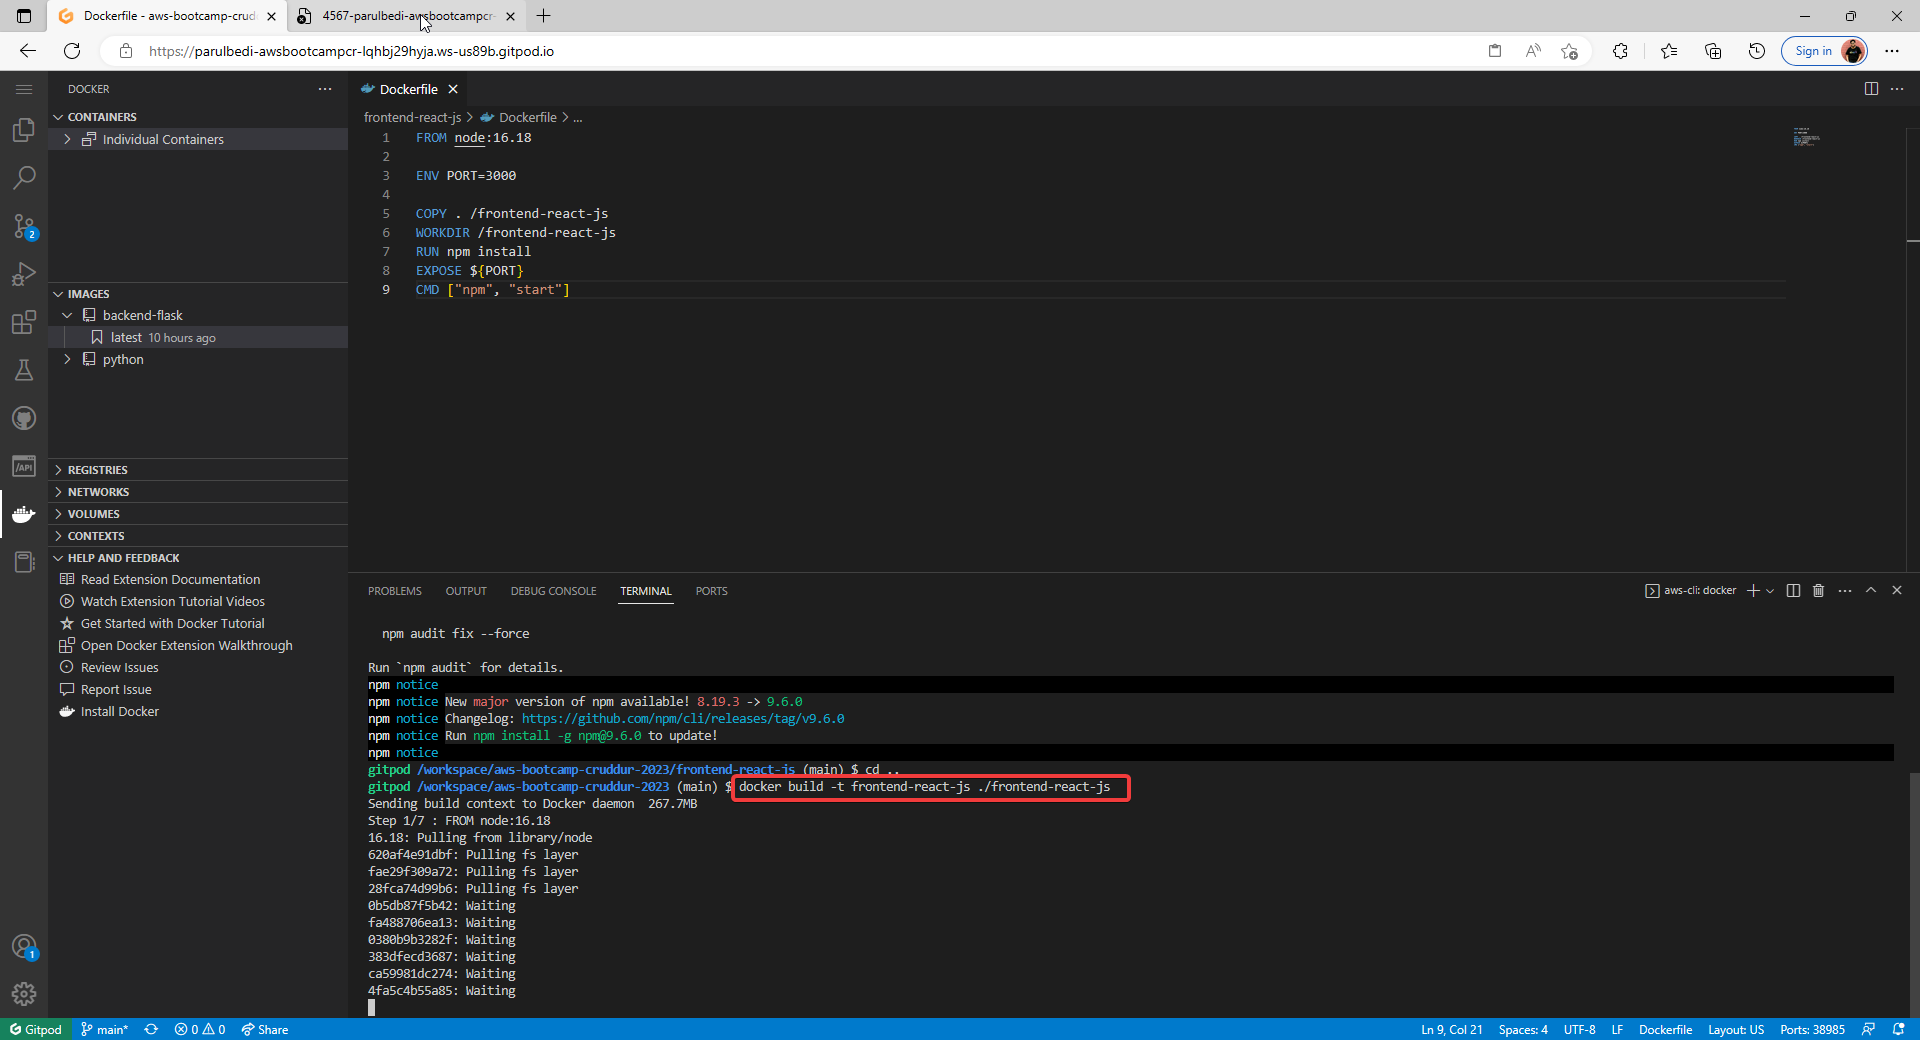 Dockerfile - aws-bootcamp-crud
4567-parulbedi-awsbootcampcr-
https://parulbedi-awsbootcampcr-lqhbj29hyja.ws-us89b.gitpod.io
Sign in
DOCKER
CONTAINERS
Individual Containers
IMAGES
backend-flask
latest 10 hours ago
python
REGISTRIES
NETWORKS
VOLUMES
CONTEXTS
HELP AND FEEDBACK
Read Extension Documentation
Watch Extension Tutorial Videos
Get Started with Docker Tutorial
Open Docker Extension Walkthrough
Review Issues
Report Issue
Install Docker
2
/API
1
Dockerfile
frontend-react-js > Dockerfile > ...
1 FROM node:16.18
2
3 ENV PORT=3000
4
5 COPY . /frontend-react-js
6 WORKDIR /frontend-react-js
7 RUN npm install
8 EXPOSE ${PORT}
9 CMD ["npm", "start"]
PROBLEMS OUTPUT DEBUG CONSOLE TERMINAL PORTS
aws-cli: docker
npm audit fix --force
Run `npm audit` for details.
npm notice
npm notice New major version of npm available! 8.19.3 -> 9.6.0
npm notice Changelog: https://github.com/npm/cli/releases/tag/v9.6.0
npm notice Run npm install -g npm@9.6.0 to update!
npm notice
gitpod /workspace/aws-bootcamp-cruddur-2023/frontend-react-js (main) $ cd ..
gitpod /workspace/aws-bootcamp-cruddur-2023 (main) $ docker build -t frontend-react-js ./frontend-react-js
Sending build context to Docker daemon 267.7MB
Step 1/7 : FROM node:16.18
16.18: Pulling from library/node
620af4e91dbf: Pulling fs layer
fae29f309a72: Pulling fs layer
28fca74d99b6: Pulling fs layer
0b5db87f5b42: Waiting
fa488706ea13: Waiting
0380b9b3282f: Waiting
383dfecd3687: Waiting
ca59981dc274: Waiting
4fa5c4b55a85: Waiting
Gitpod main* 0 0 Share
Ln 9, Col 21 Spaces: 4 UTF-8 LF Dockerfile Layout: US Ports: 38985